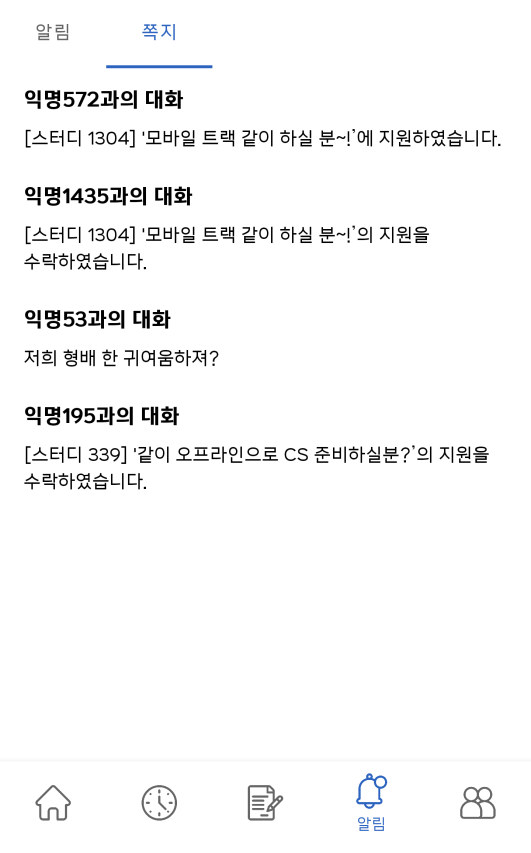 알림 쪽지
익명572과의 대화
[스터디 1304] '모바일 트랙 같이 하실 분~!’에 지원하였습니다.
익명1435과의 대화
[스터디 1304] '모바일 트랙 같이 하실 분~!’의 지원을
수락하였습니다.
익명53과의 대화
저희 형배 한 귀여움하져?
익명195과의 대화
[스터디 339] '같이 오프라인으로 CS 준비하실분?’의 지원을
수락하였습니다.
알림